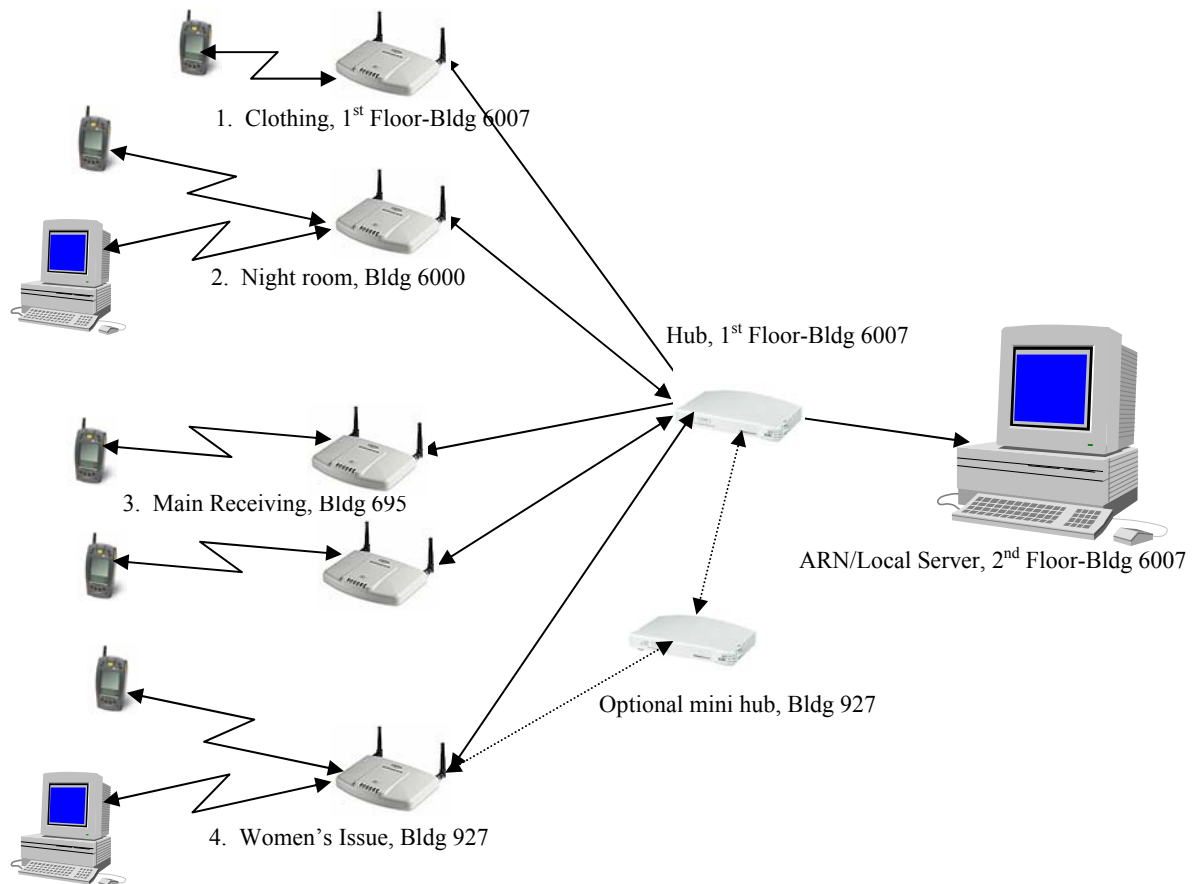 1. Clothing, 1st Floor-Bldg 6007
2. Night room, Bldg 6000
Hub, 1st Floor-Bldg 6007
3. Main Receiving, Bldg 695
ARN/Local Server, 2nd Floor-Bldg 6007
Optional mini hub, Bldg 927
4. Women’s Issue, Bldg 927